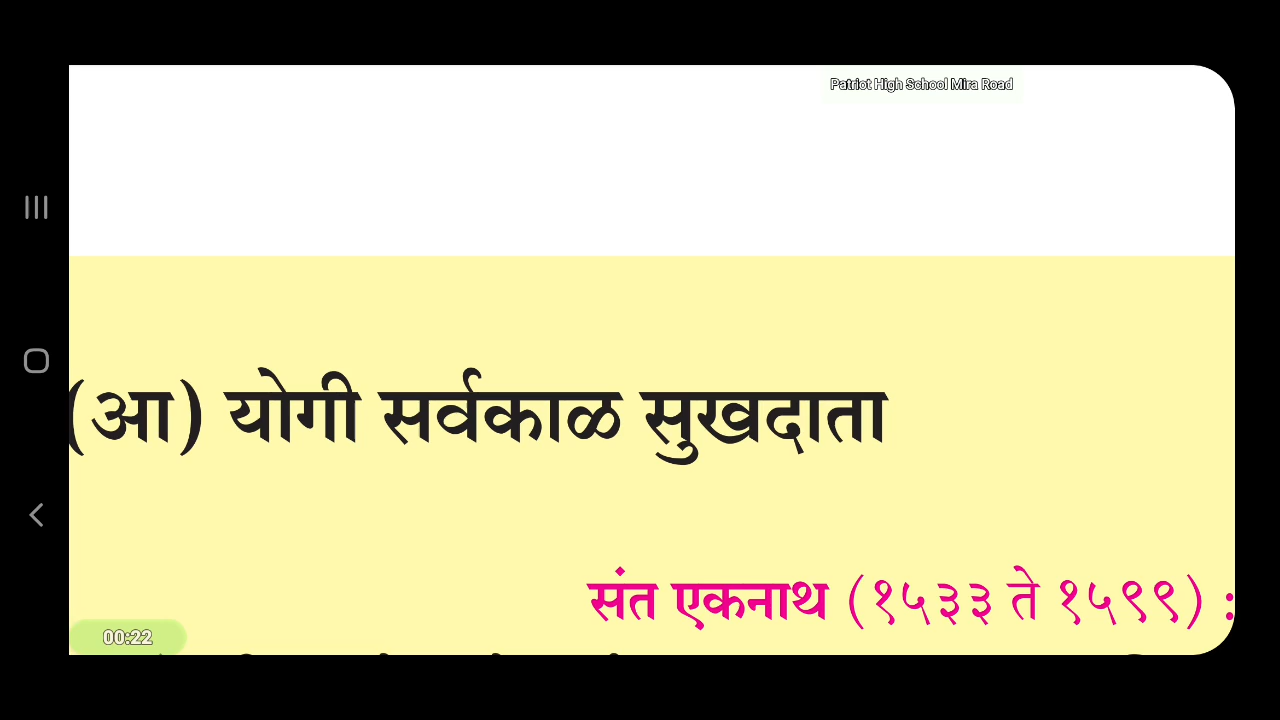 Patriot High School Mira Road
(आ) योगी सर्वकाळ सुखदाता
संत एकनाथ (१५३३ ते १५९९) :
00:22